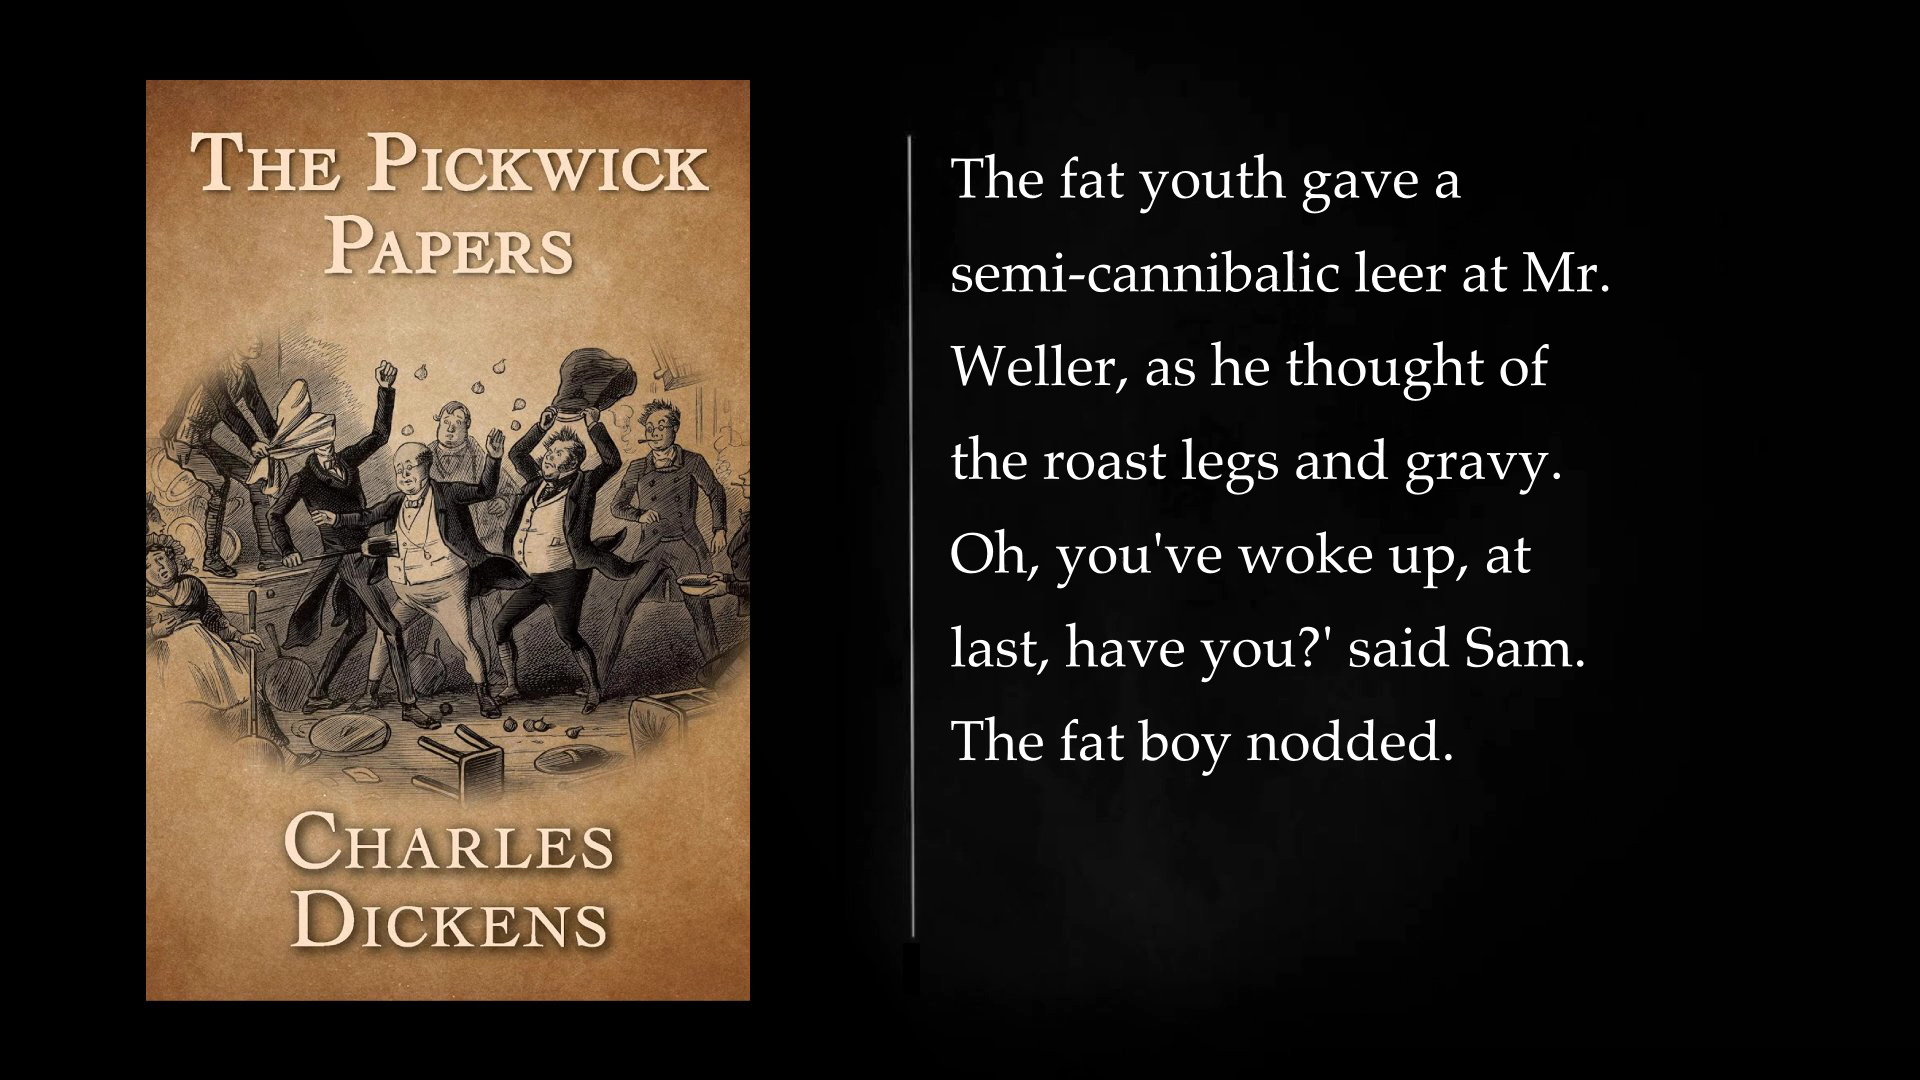 THE PICKWICK
PAPERS
CHARLES
DICKENS
The fat youth gave a
semi-cannibalic leer at Mr.
Weller, as he thought of
the roast legs and gravy.
Oh, you've woke up, at
last, have you?' said Sam.
The fat boy nodded.